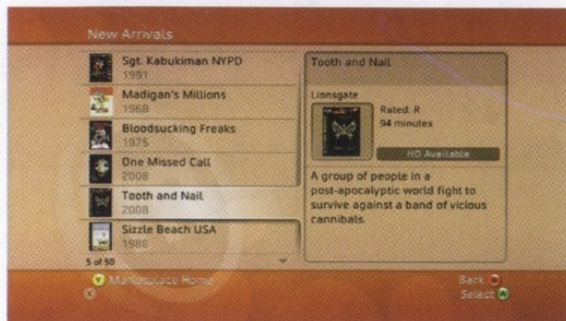 New Arrivals
Sgt. Kabukiman NYPD
1991
Madigan's Millions
1968
Bloodsucking Freaks
1975
One Missed Call
2008
Tooth and Nail
2008
Sizzle Beach USA
1986
5 of 50
Tooth and Nail
Lionsgate
Rated: R
94 minutes
HD Available
A group of people in a
post-apocalyptic world fight to
survive against a band of vicious
cannibals.
Y Marketplace Home
X
Back B
Select A